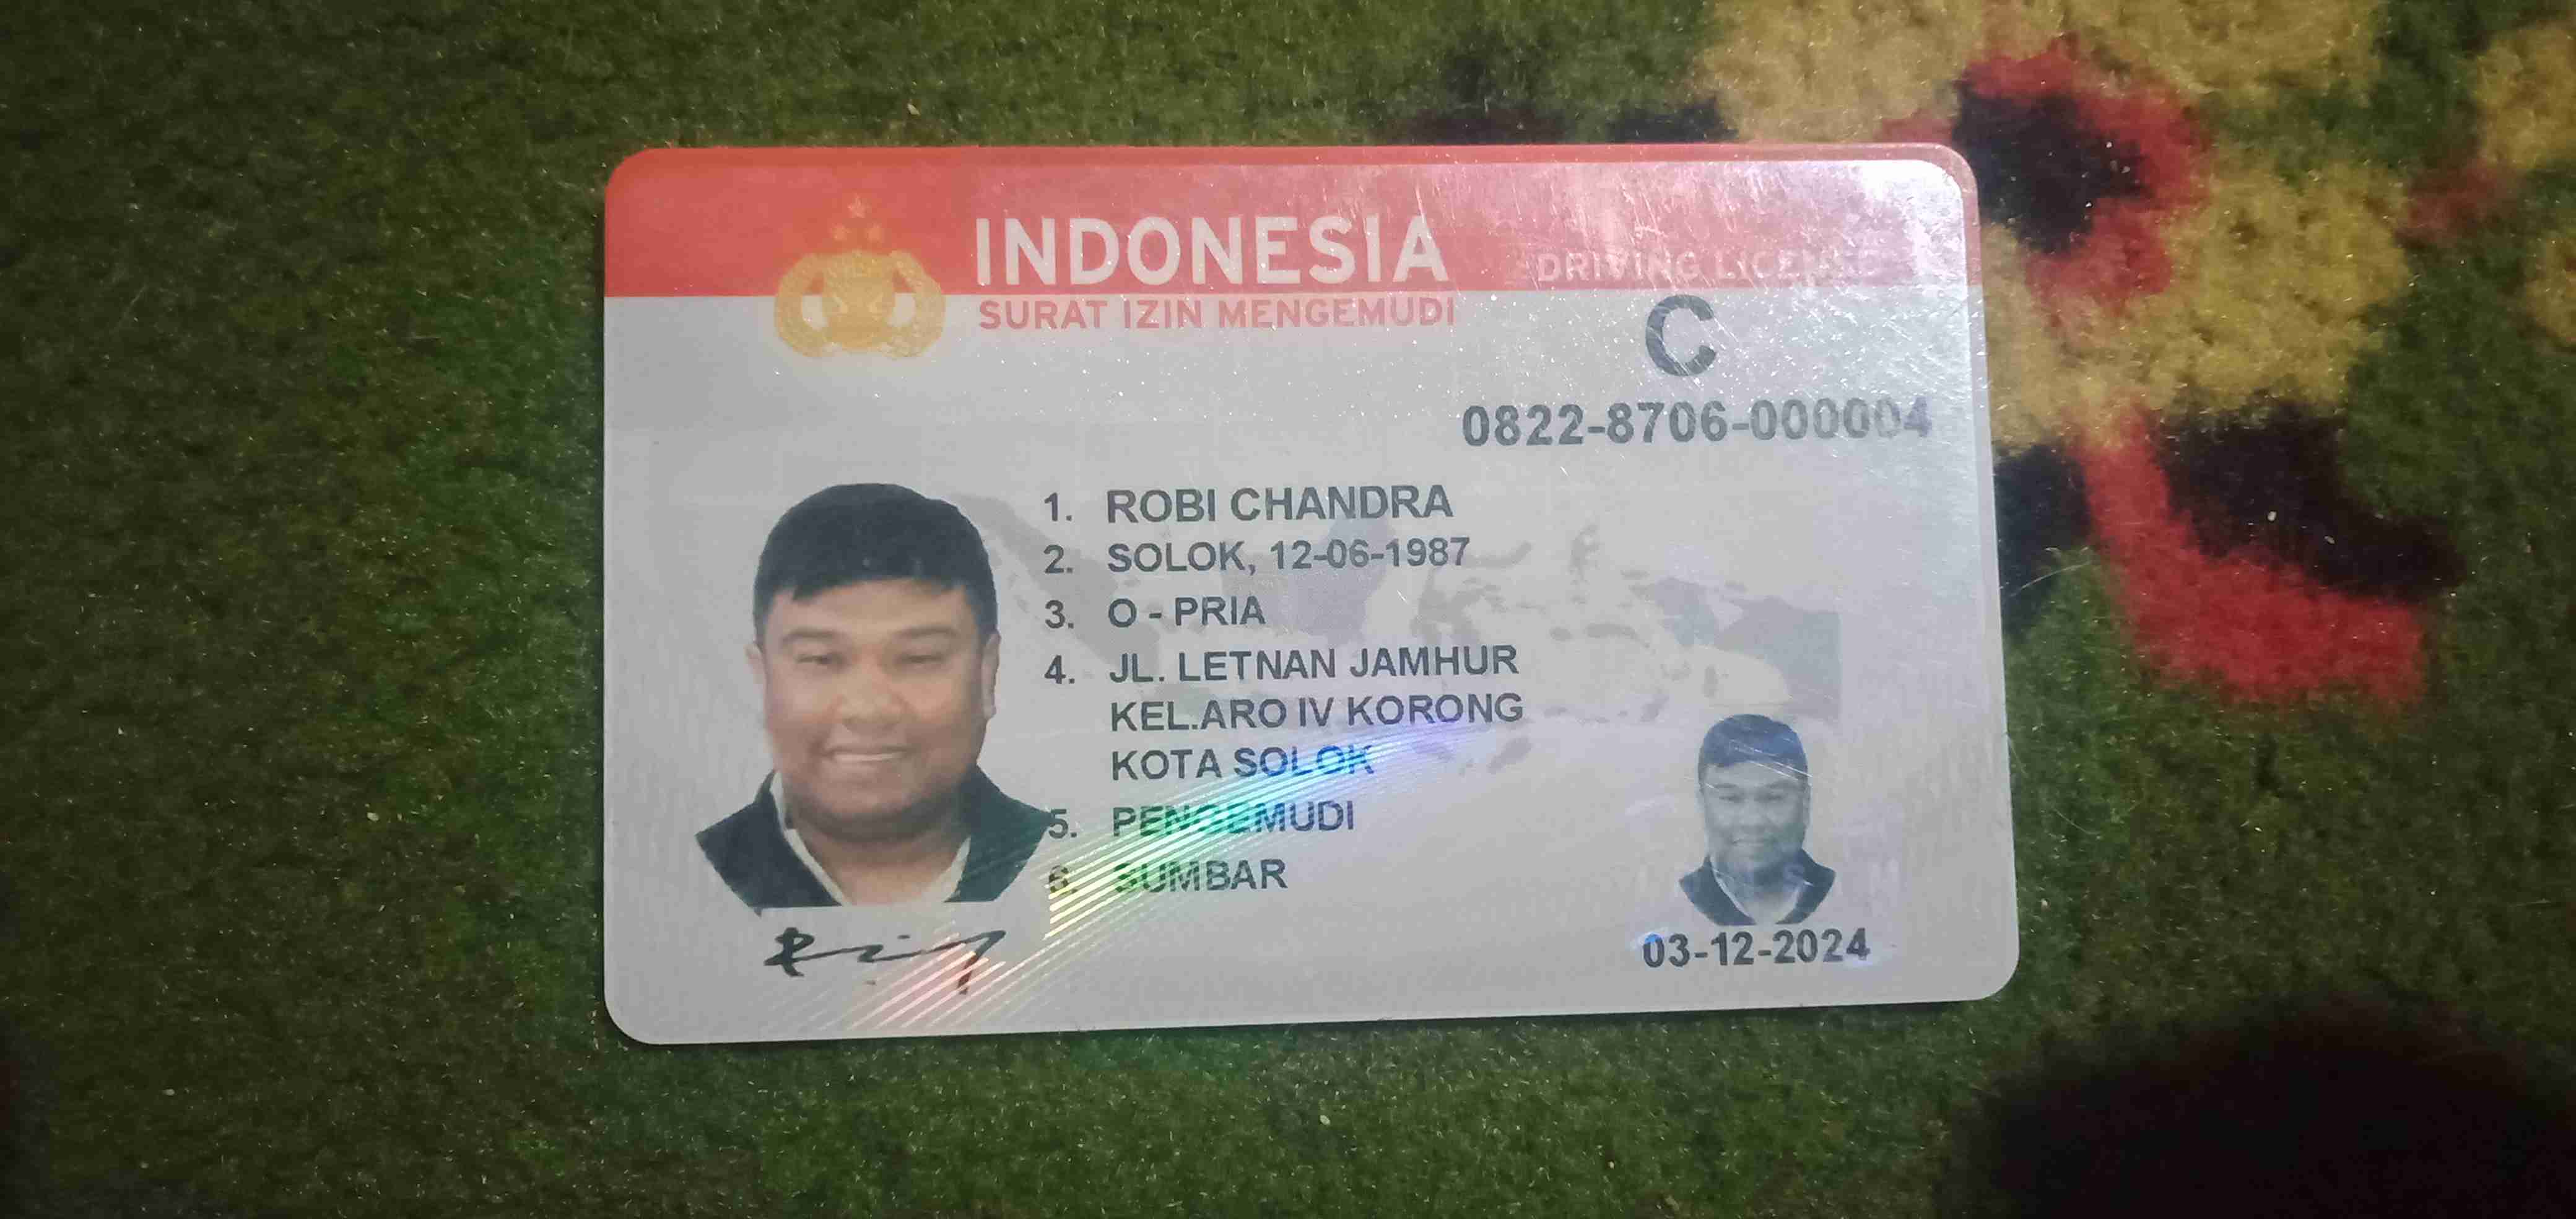 INDONESIA
DRIVING LICENSE
SURAT IZIN MENGEMUDI
C
0822-8706-000004
1. ROBI CHANDRA
2. SOLOK, 12-06-1987
3. O - PRIA
4. JL. LETNAN JAMHUR
KEL.ARO IV KORONG
KOTA SOLOK
5. PENGEMUDI
6. SUMBAR
03-12-2024